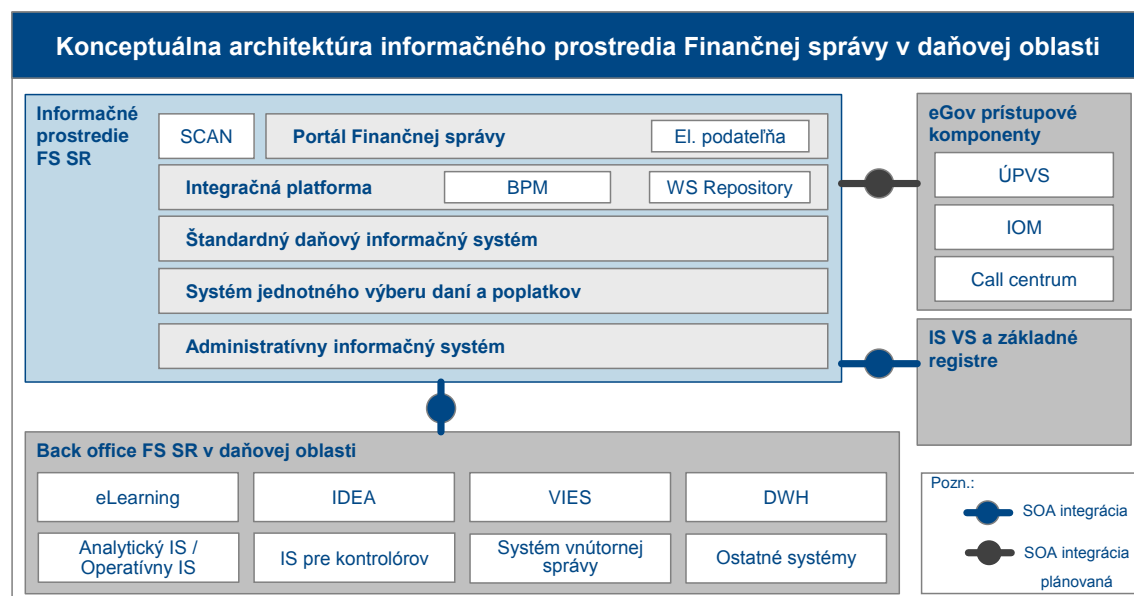 Konceptuálna architektúra informačného prostredia Finančnej správy v daňovej oblasti
Informačné
prostredie
FS SR
SCAN
Portál Finančnej správy
El. podateľňa
Integračná platforma
BPM
WS Repository
Štandardný daňový informačný systém
Systém jednotného výberu daní a poplatkov
Administratívny informačný systém
eGov prístupové
komponenty
ÚPVS
IOM
Call centrum
IS VS a základné
registre
Back office FS SR v daňovej oblasti
eLearning
IDEA
VIES
DWH
Analytický IS /
Operatívny IS
IS pre kontrolórov
Systém vnútornej
správy
Ostatné systémy
Pozn.:
SOA integrácia
SOA integrácia
plánovaná